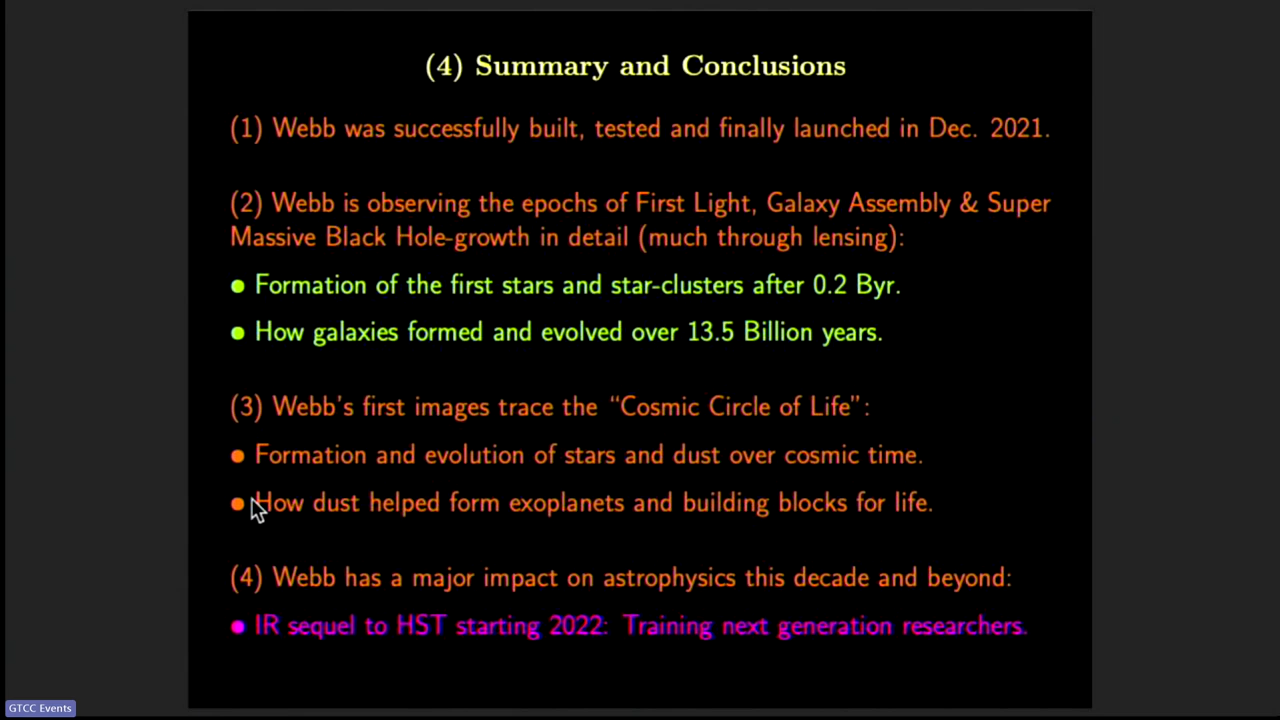 (4) Summary and Conclusions
(1) Webb was successfully built, tested and finally launched in Dec. 2021.
(2) Webb is observing the epochs of First Light, Galaxy Assembly & Super
Massive Black Hole-growth in detail (much through lensing):
• Formation of the first stars and star-clusters after 0.2 Byr.
• How galaxies formed and evolved over 13.5 Billion years.
(3) Webb's first images trace the “Cosmic Circle of Life”:
• Formation and evolution of stars and dust over cosmic time.
• How dust helped form exoplanets and building blocks for life.
(4) Webb has a major impact on astrophysics this decade and beyond:
• IR sequel to HST starting 2022: Training next generation researchers.
GTCC Events